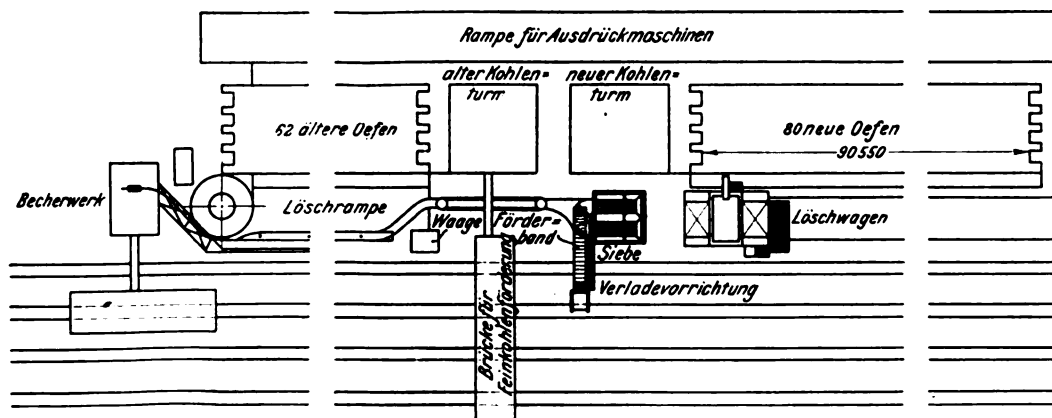 Rampe für Ausdrückmaschinen
alter Kohlen=
turm
neuer Kohlen=
turm
62 ältere Oefen
80 neue Oefen
90550
Becherwerk
Löschrampe
Waage
Förder=
band
Siebe
Löschwagen
Verladevorrichtung
Brücke für
Feinkohlenförderung